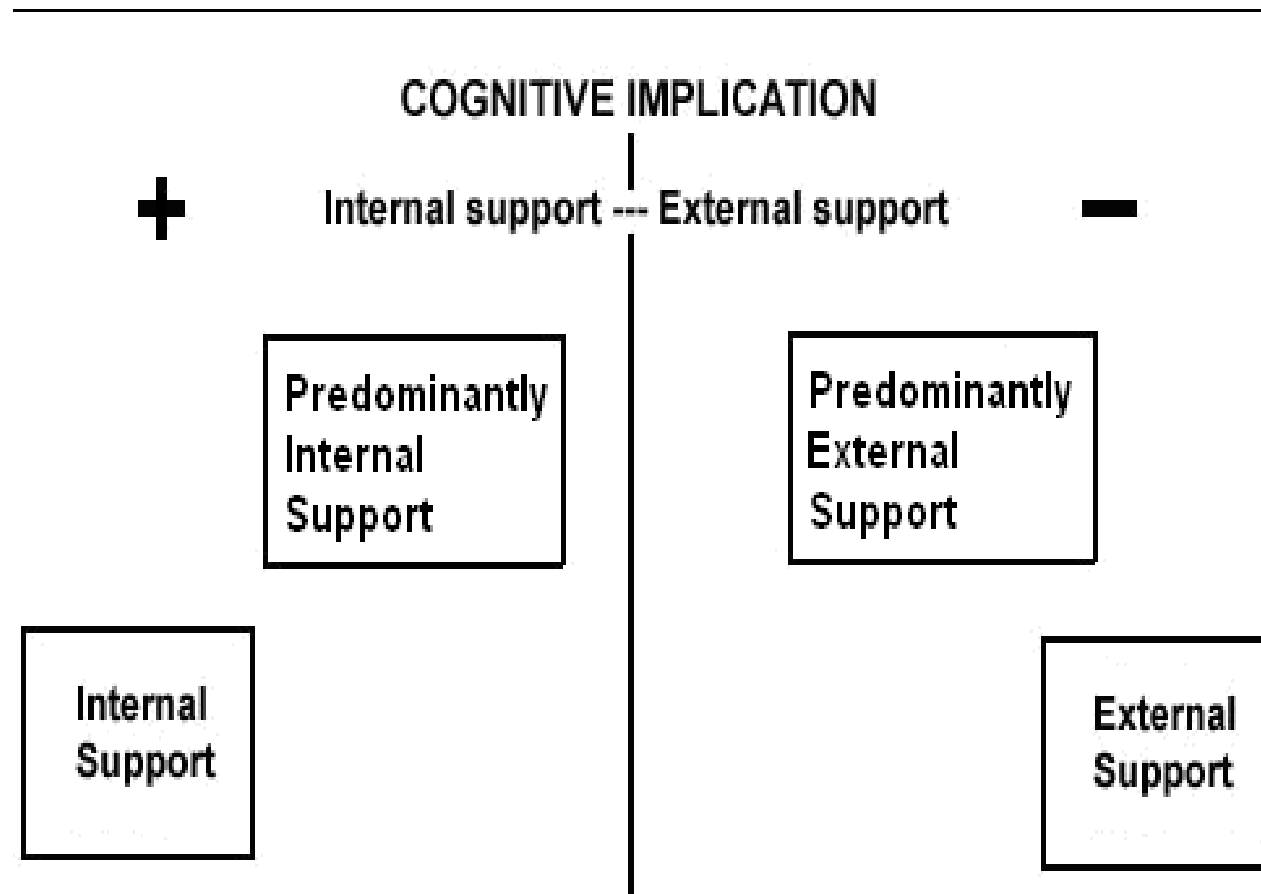 COGNITIVE IMPLICATION
+ Internal support --- External support −
Predominantly
Internal
Support
Predominantly
External
Support
Internal
Support
External
Support